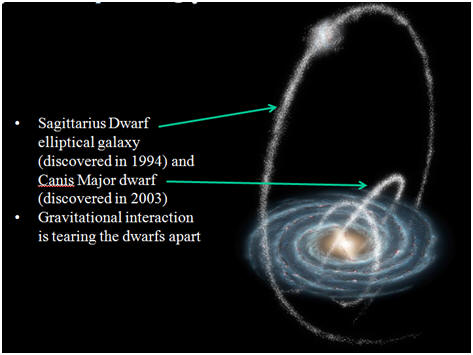 • Sagittarius Dwarf
elliptical galaxy
(discovered in 1994) and
Canis Major dwarf
(discovered in 2003)
• Gravitational interaction
is tearing the dwarfs apart